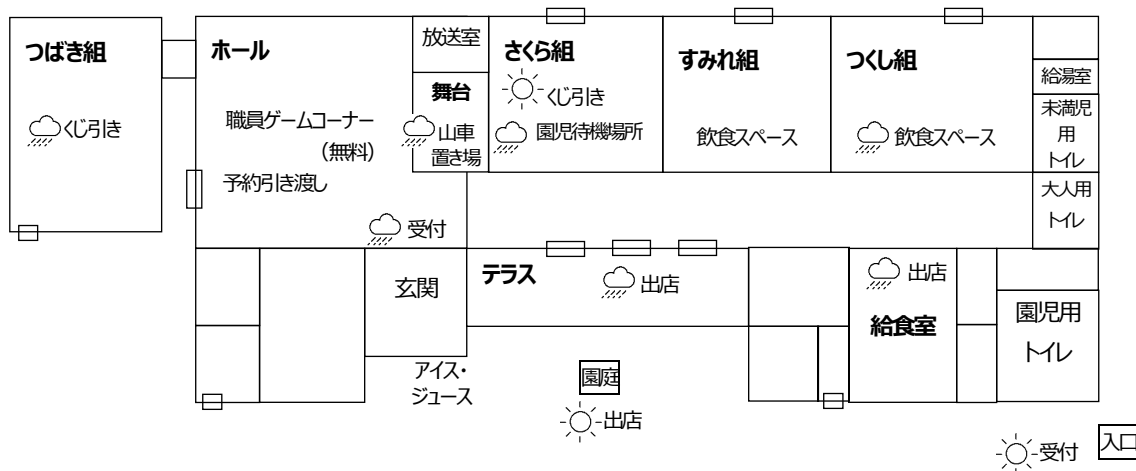 つばき組
くじ引き
ホール
職員ゲームコーナー
(無料)
予約引き渡し
受付
放送室
舞台
山車
置き場
さくら組
くじ引き
園児待機場所
すみれ組
飲食スペース
つくし組
飲食スペース
給湯室
未満児
用
トイレ
大人用
トイレ
玄関
テラス
出店
出店
給食室
園児用
トイレ
アイス・
ジュース
園庭
出店
受付
入口